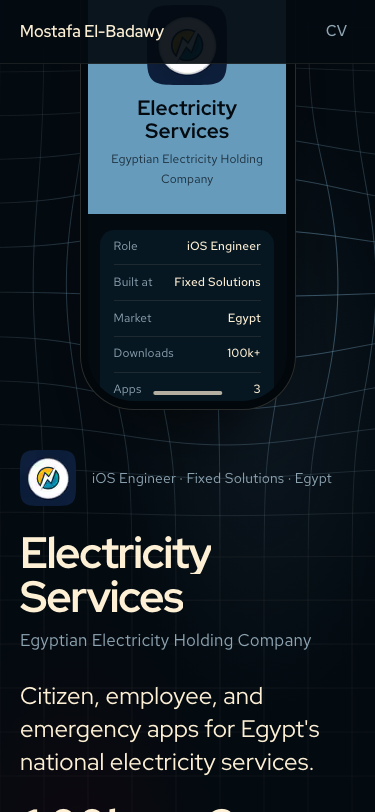 Mostafa El-Badawy
CV
Electricity
Services
Egyptian Electricity Holding
Company
Role iOS Engineer
Built at Fixed Solutions
Market Egypt
Downloads 100k+
Apps 3
iOS Engineer · Fixed Solutions · Egypt
Electricity
Services
Egyptian Electricity Holding Company
Citizen, employee, and
emergency apps for Egypt's
national electricity services.